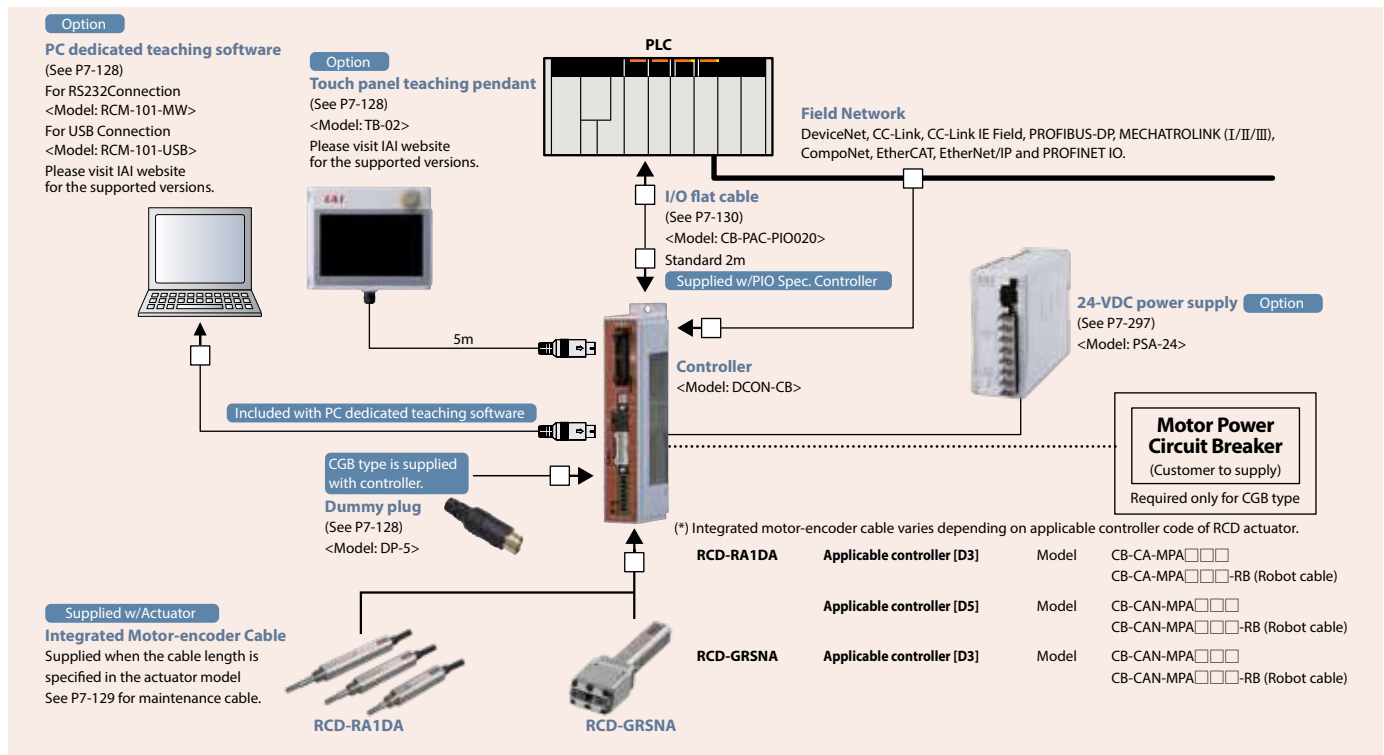 Option
PC dedicated teaching software
(See P7-128)
For RS232Connection
<Model: RCM-101-MW>
For USB Connection
<Model: RCM-101-USB>
Please visit IAI website
for the supported versions.
Option
Touch panel teaching pendant
(See P7-128)
<Model: TB-02>
Please visit IAI website
for the supported versions.
IAI
PLC
Field Network
DeviceNet, CC-Link, CC-Link IE Field, PROFIBUS-DP, MECHATROLINK (I/II/III),
CompoNet, EtherCAT, EtherNet/IP and PROFINET IO.
I/O flat cable
(See P7-130)
<Model: CB-PAC-PIO020>
Standard 2m
Supplied w/PIO Spec. Controller
24-VDC power supply Option
(See P7-297)
<Model: PSA-24>
5m
Controller
<Model: DCON-CB>
Included with PC dedicated teaching software
Motor Power
Circuit Breaker
(Customer to supply)
Required only for CGB type
CGB type is supplied
with controller.
Dummy plug
(See P7-128)
<Model: DP-5>
(*) Integrated motor-encoder cable varies depending on applicable controller code of RCD actuator.
RCD-RA1DA Applicable controller [D3] Model CB-CA-MPA□□□
CB-CA-MPA□□□-RB (Robot cable)
Applicable controller [D5] Model CB-CAN-MPA□□□
CB-CAN-MPA□□□-RB (Robot cable)
RCD-GRSNA Applicable controller [D3] Model CB-CAN-MPA□□□
CB-CAN-MPA□□□-RB (Robot cable)
Supplied w/Actuator
Integrated Motor-encoder Cable
Supplied when the cable length is
specified in the actuator model
See P7-129 for maintenance cable.
RCD-RA1DA
RCD-GRSNA